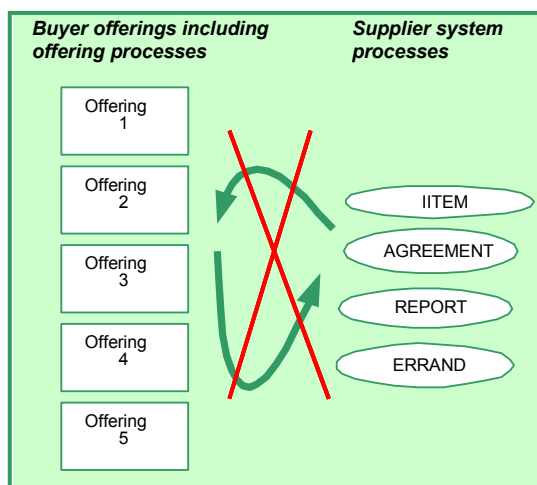 Buyer offerings including
offering processes
Supplier system
processes
Offering
1
Offering
2
Offering
3
Offering
4
Offering
5
IITEM
AGREEMENT
REPORT
ERRAND